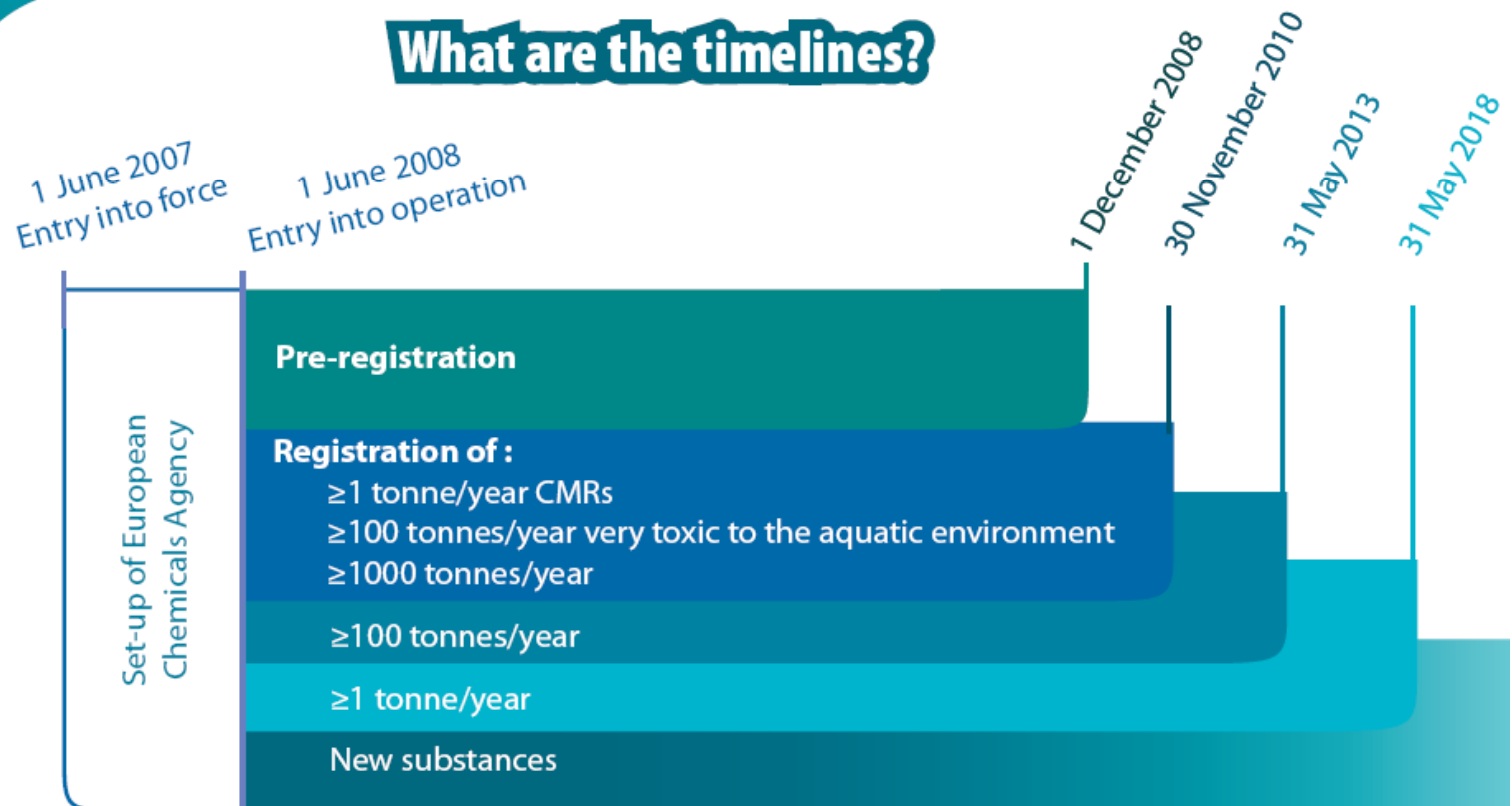 What are the timelines?
1 June 2007
Entry into force
1 June 2008
Entry into operation
1 December 2008
30 November 2010
31 May 2013
31 May 2018
Set-up of European
Chemicals Agency
Pre-registration
Registration of :
≥1 tonne/year CMRs
≥100 tonnes/year very toxic to the aquatic environment
≥1000 tonnes/year
≥100 tonnes/year
≥1 tonne/year
New substances